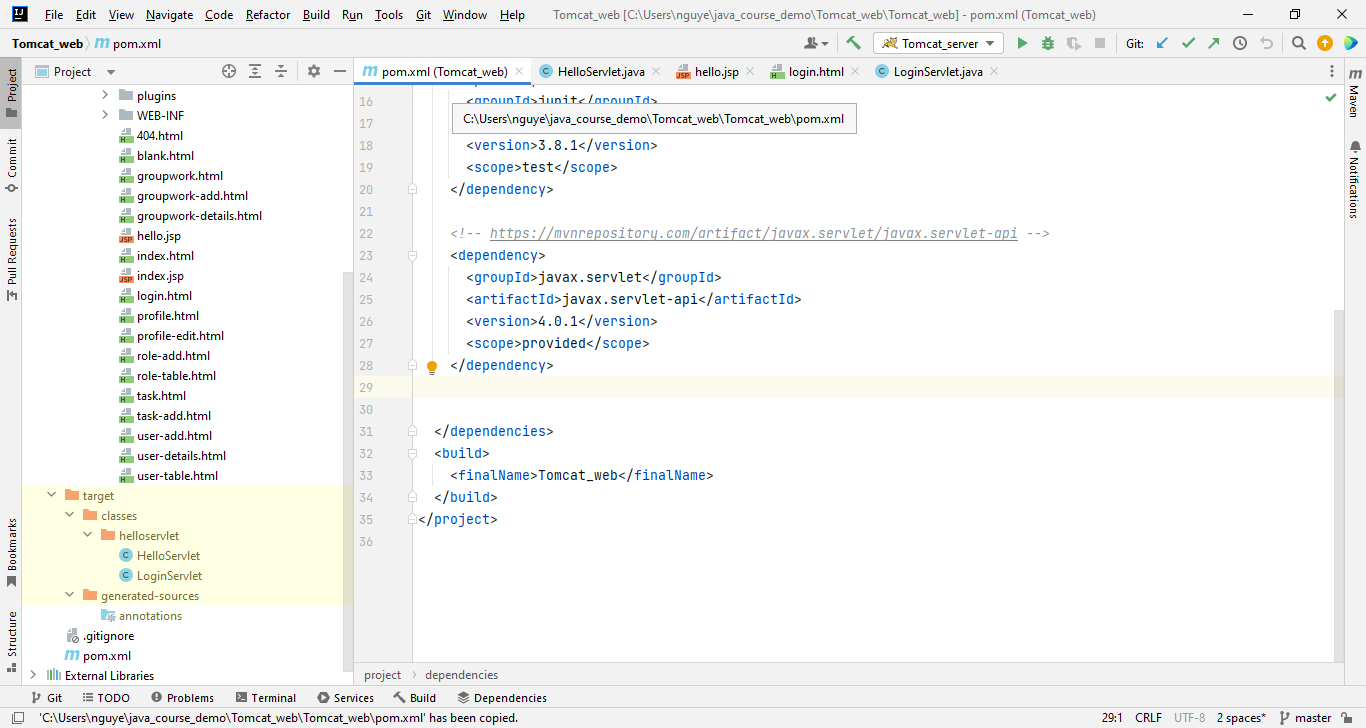 File Edit View Navigate Code Refactor Build Run Tools Git Window Help Tomcat_web [C:\Users\nguye\java_course_demo\Tomcat_web\Tomcat_web] - pom.xml (Tomcat_web)
Tomcat_web pom.xml Tomcat_server Git:
Project
pom.xml (Tomcat_web) HelloServlet.java hello.jsp login.html LoginServlet.java
Project
Commit
Pull Requests
Bookmarks
Structure
plugins
WEB-INF
404.html
blank.html
groupwork.html
groupwork-add.html
groupwork-details.html
hello.jsp
index.html
index.jsp
login.html
profile.html
profile-edit.html
role-add.html
role-table.html
task.html
task-add.html
user-add.html
user-details.html
user-table.html
target
classes
helloservlet
HelloServlet
LoginServlet
generated-sources
annotations
.gitignore
pom.xml
External Libraries
16 <groupId>junit</groupId>
C:\Users\nguye\java_course_demo\Tomcat_web\Tomcat_web\pom.xml
17
18 <version>3.8.1</version>
19 <scope>test</scope>
20 </dependency>
21
22 <!-- https://mvnrepository.com/artifact/javax.servlet/javax.servlet-api -->
23 <dependency>
24 <groupId>javax.servlet</groupId>
25 <artifactId>javax.servlet-api</artifactId>
26 <version>4.0.1</version>
27 <scope>provided</scope>
28 </dependency>
29
30
31 </dependencies>
32 <build>
33 <finalName>Tomcat_web</finalName>
34 </build>
35 </project>
36
Maven
Notifications
project dependencies
Git TODO Problems Terminal Services Build Dependencies
'C:\Users\nguye\java_course_demo\Tomcat_web\Tomcat_web\pom.xml' has been copied. 29:1 CRLF UTF-8 2 spaces* master